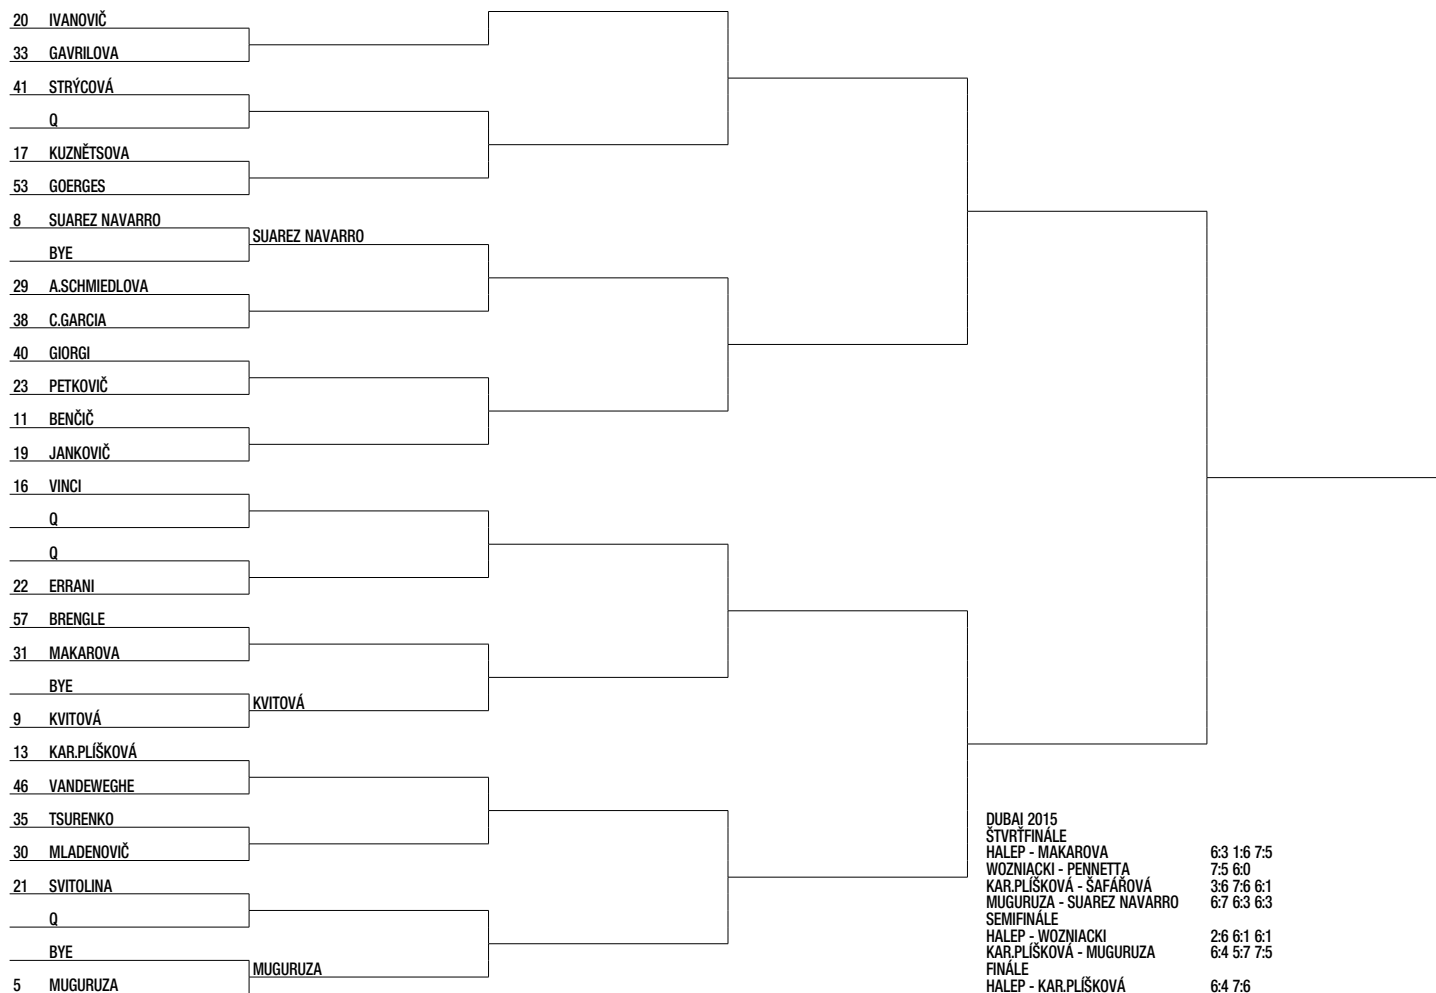 20 IVANOVIČ
33 GAVRILOVA
41 STRÝCOVÁ
Q
17 KUZNĚTSOVA
53 GOERGES
8 SUAREZ NAVARRO
SUAREZ NAVARRO
BYE
29 A.SCHMIEDLOVA
38 C.GARCIA
40 GIORGI
23 PETKOVIČ
11 BENČIČ
19 JANKOVIČ
16 VINCI
Q
Q
22 ERRANI
57 BRENGLE
31 MAKAROVA
BYE
KVITOVÁ
9 KVITOVÁ
13 KAR.PLÍŠKOVÁ
46 VANDEWEGHE
35 TSURENKO
30 MLADENOVIČ
21 SVITOLINA
Q
BYE
MUGURUZA
5 MUGURUZA
DUBAI 2015
ŠTVRŤFINÁLE
HALEP - MAKAROVA 6:3 1:6 7:5
WOZNIACKI - PENNETTA 7:5 6:0
KAR.PLÍŠKOVÁ - ŠAFÁŘOVÁ 3:6 7:6 6:1
MUGURUZA - SUAREZ NAVARRO 6:7 6:3 6:3
SEMIFINÁLE
HALEP - WOZNIACKI 2:6 6:1 6:1
KAR.PLÍŠKOVÁ - MUGURUZA 6:4 5:7 7:5
FINÁLE
HALEP - KAR.PLÍŠKOVÁ 6:4 7:6